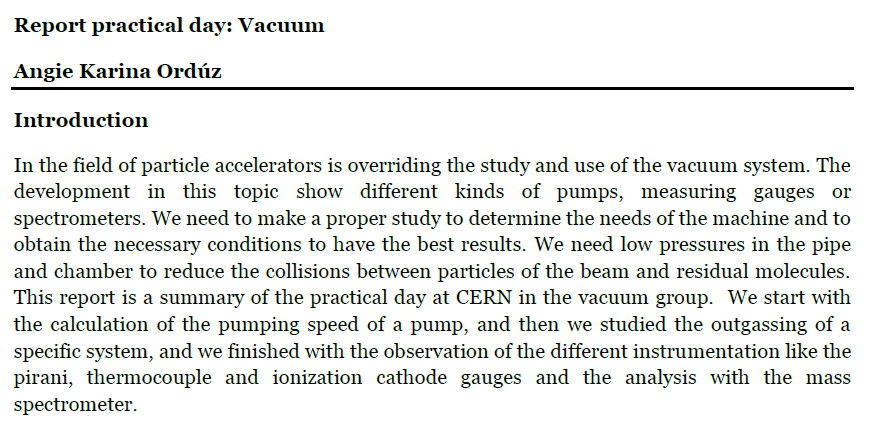 Report practical day: Vacuum
Angie Karina Ordúz
Introduction
In the field of particle accelerators is overriding the study and use of the vacuum system. The
development in this topic show different kinds of pumps, measuring gauges or
spectrometers. We need to make a proper study to determine the needs of the machine and to
obtain the necessary conditions to have the best results. We need low pressures in the pipe
and chamber to reduce the collisions between particles of the beam and residual molecules.
This report is a summary of the practical day at CERN in the vacuum group. We start with
the calculation of the pumping speed of a pump, and then we studied the outgassing of a
specific system, and we finished with the observation of the different instrumentation like the
pirani, thermocouple and ionization cathode gauges and the analysis with the mass
spectrometer.